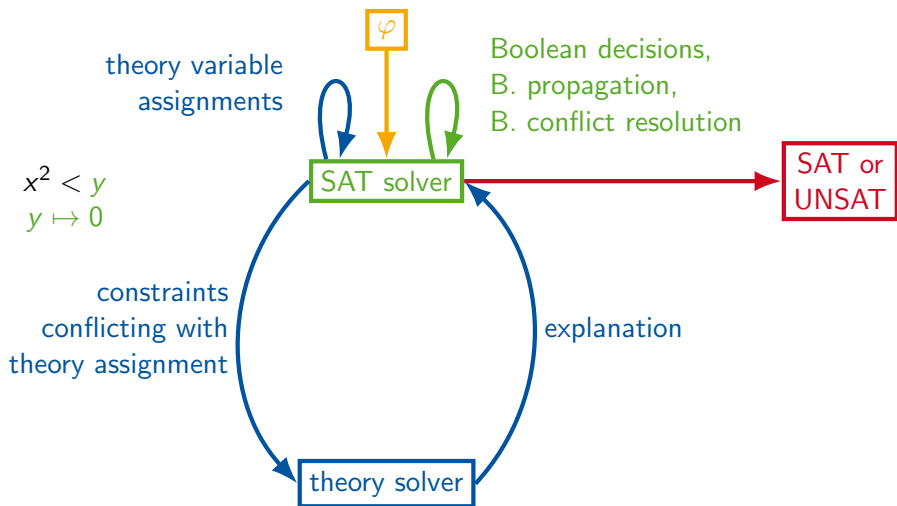 φ
theory variable
assignments
Boolean decisions,
B. propagation,
B. conflict resolution
x² < y
y ↦ 0
SAT solver
SAT or
UNSAT
constraints
conflicting with
theory assignment
explanation
theory solver